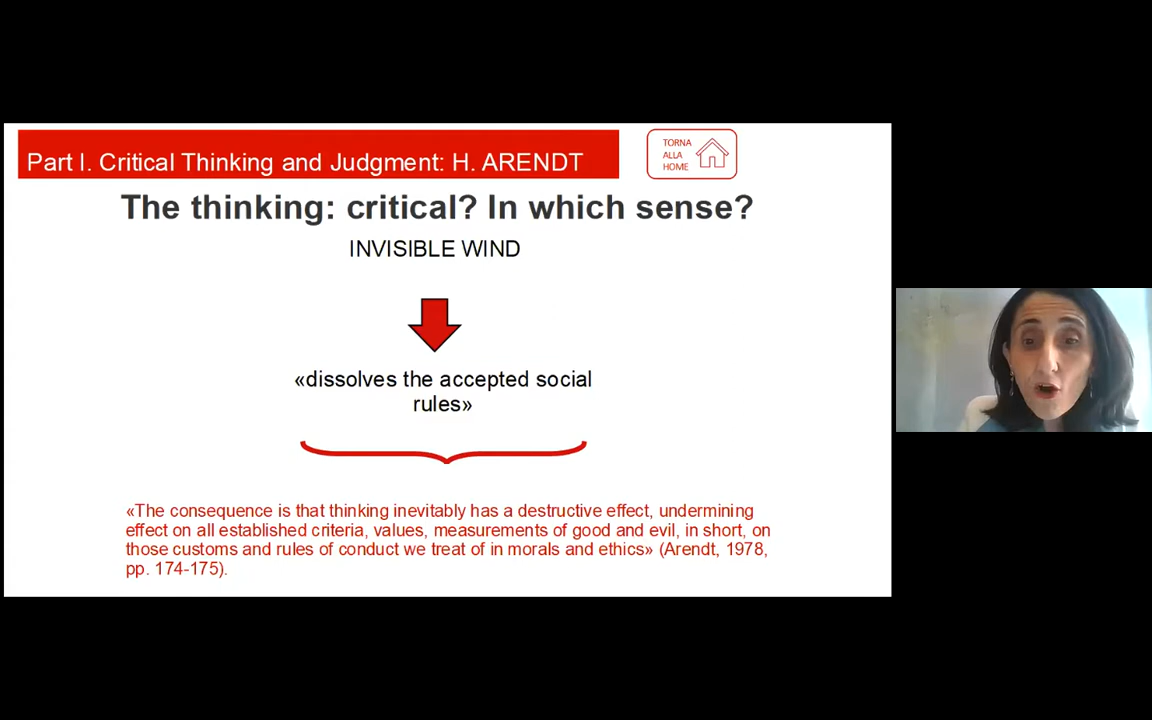 Part I. Critical Thinking and Judgment: H. ARENDT
TORNA
ALLA
HOME
The thinking: critical? In which sense?
INVISIBLE WIND
«dissolves the accepted social
rules»
«The consequence is that thinking inevitably has a destructive effect, undermining
effect on all established criteria, values, measurements of good and evil, in short, on
those customs and rules of conduct we treat of in morals and ethics» (Arendt, 1978,
pp. 174-175).